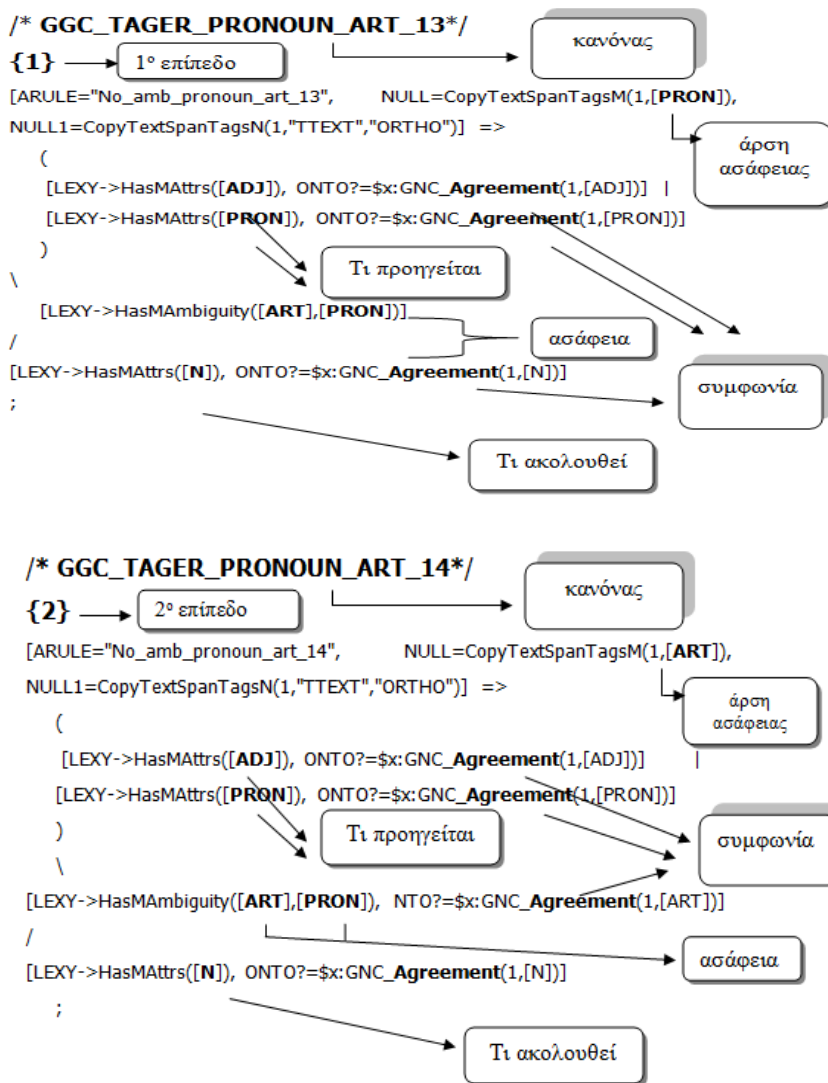 /* GGC_TAGER_PRONOUN_ART_13*/
κανόνας
{1}
1ο επίπεδο
[ARULE="No_amb_pronoun_art_13", NULL=CopyTextSpanTagsM(1,[PRON]),
NULL1=CopyTextSpanTagsN(1,"TTEXT","ORTHO")] =>
άρση
ασάφειας
(
[LEXY->HasMAttrs([ADJ]), ONTO?=$x:GNC_Agreement(1,[ADJ])] |
[LEXY->HasMAttrs([PRON]), ONTO?=$x:GNC_Agreement(1,[PRON])]
)
Τι προηγείται
\
[LEXY->HasMAmbiguity([ART],[PRON])]
ασάφεια
/
[LEXY->HasMAttrs([N]), ONTO?=$x:GNC_Agreement(1,[N])]
συμφωνία
;
Τι ακολουθεί
/* GGC_TAGER_PRONOUN_ART_14*/
κανόνας
{2}
2ο επίπεδο
[ARULE="No_amb_pronoun_art_14", NULL=CopyTextSpanTagsM(1,[ART]),
NULL1=CopyTextSpanTagsN(1,"TTEXT","ORTHO")] =>
άρση
ασάφειας
(
[LEXY->HasMAttrs([ADJ]), ONTO?=$x:GNC_Agreement(1,[ADJ])] |
[LEXY->HasMAttrs([PRON]), ONTO?=$x:GNC_Agreement(1,[PRON])]
)
Τι προηγείται
συμφωνία
\
[LEXY->HasMAmbiguity([ART],[PRON]), NTO?=$x:GNC_Agreement(1,[ART])]
/
ασάφεια
[LEXY->HasMAttrs([N]), ONTO?=$x:GNC_Agreement(1,[N])]
;
Τι ακολουθεί